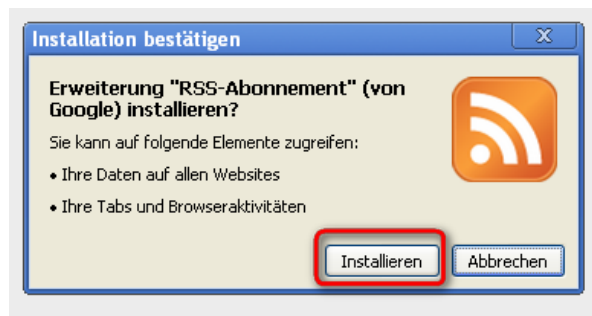 Installation bestätigen
Erweiterung "RSS-Abonnement" (von
Google) installieren?
Sie kann auf folgende Elemente zugreifen:
• Ihre Daten auf allen Websites
• Ihre Tabs und Browseraktivitäten
Installieren Abbrechen